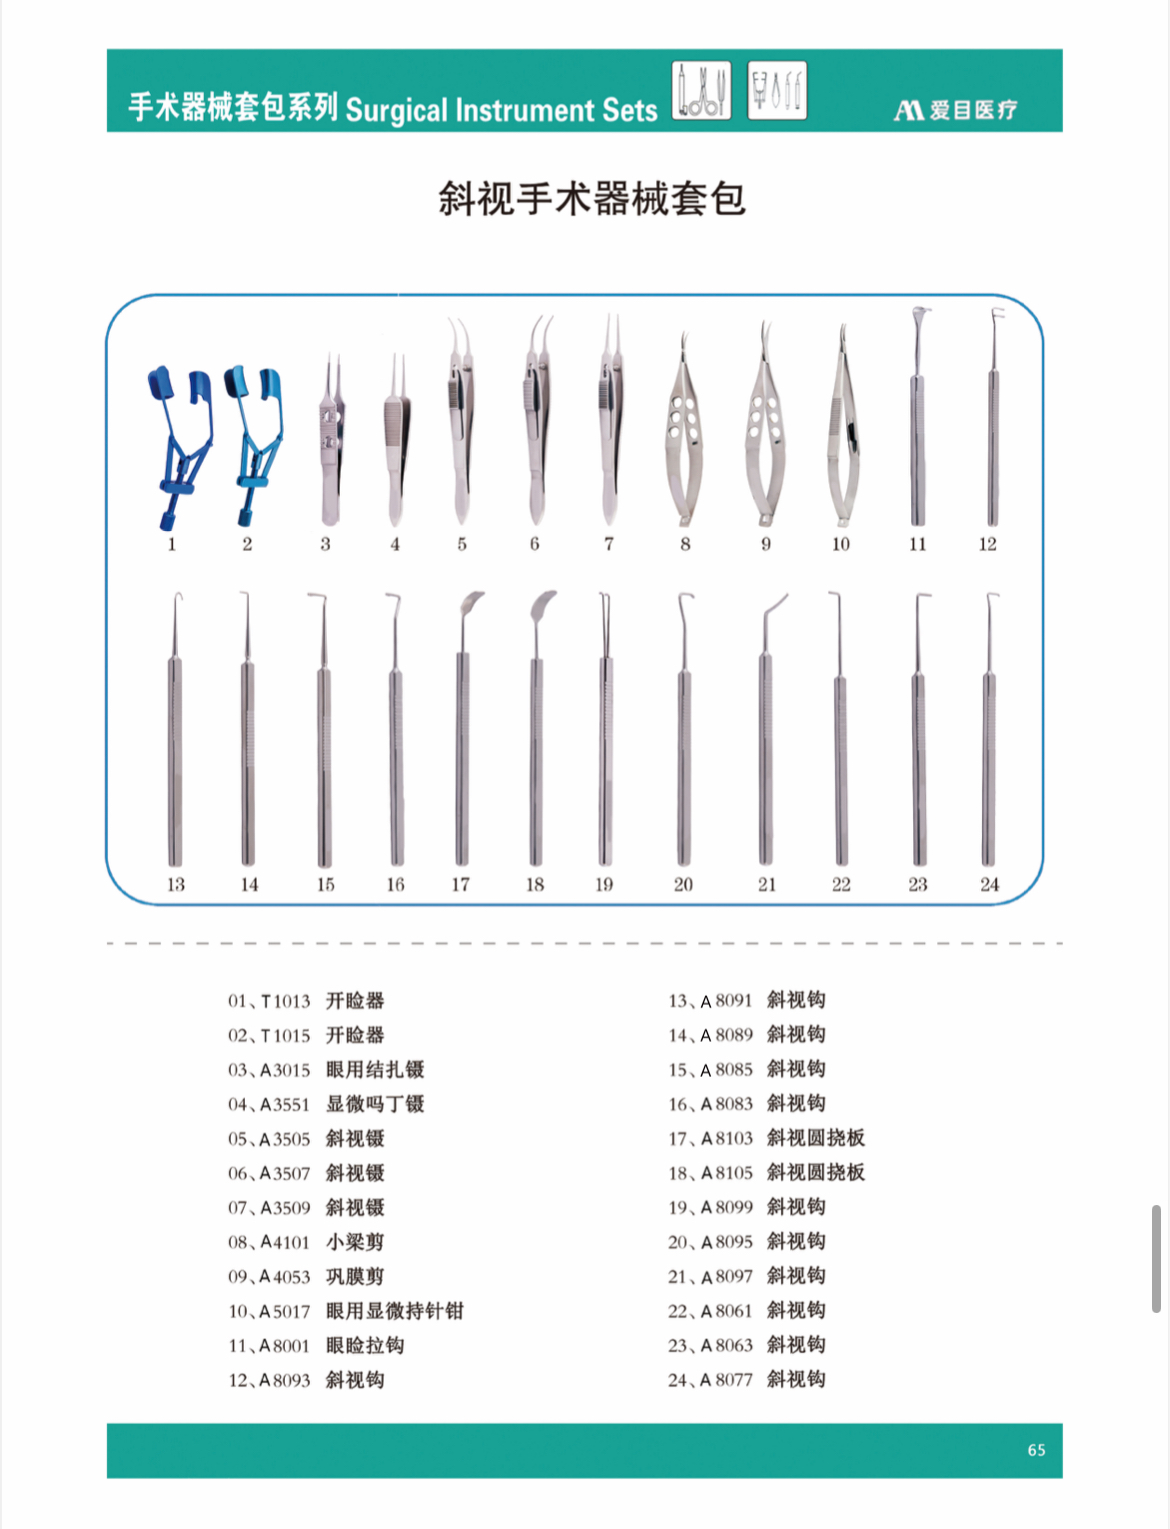 手术器械套包系列 Surgical Instrument Sets
爱目医疗
斜视手术器械套包
1 2 3 4 5 6 7 8 9 10 11 12
13 14 15 16 17 18 19 20 21 22 23 24
01、T1013 开睑器
02、T1015 开睑器
03、A3015 眼用结扎镊
04、A3551 显微吗丁镊
05、A3505 斜视镊
06、A3507 斜视镊
07、A3509 斜视镊
08、A4101 小梁剪
09、A4053 巩膜剪
10、A5017 眼用显微持针钳
11、A8001 眼睑拉钩
12、A8093 斜视钩
13、A8091 斜视钩
14、A8089 斜视钩
15、A8085 斜视钩
16、A8083 斜视钩
17、A8103 斜视圆挠板
18、A8105 斜视圆挠板
19、A8099 斜视钩
20、A8095 斜视钩
21、A8097 斜视钩
22、A8061 斜视钩
23、A8063 斜视钩
24、A8077 斜视钩
65